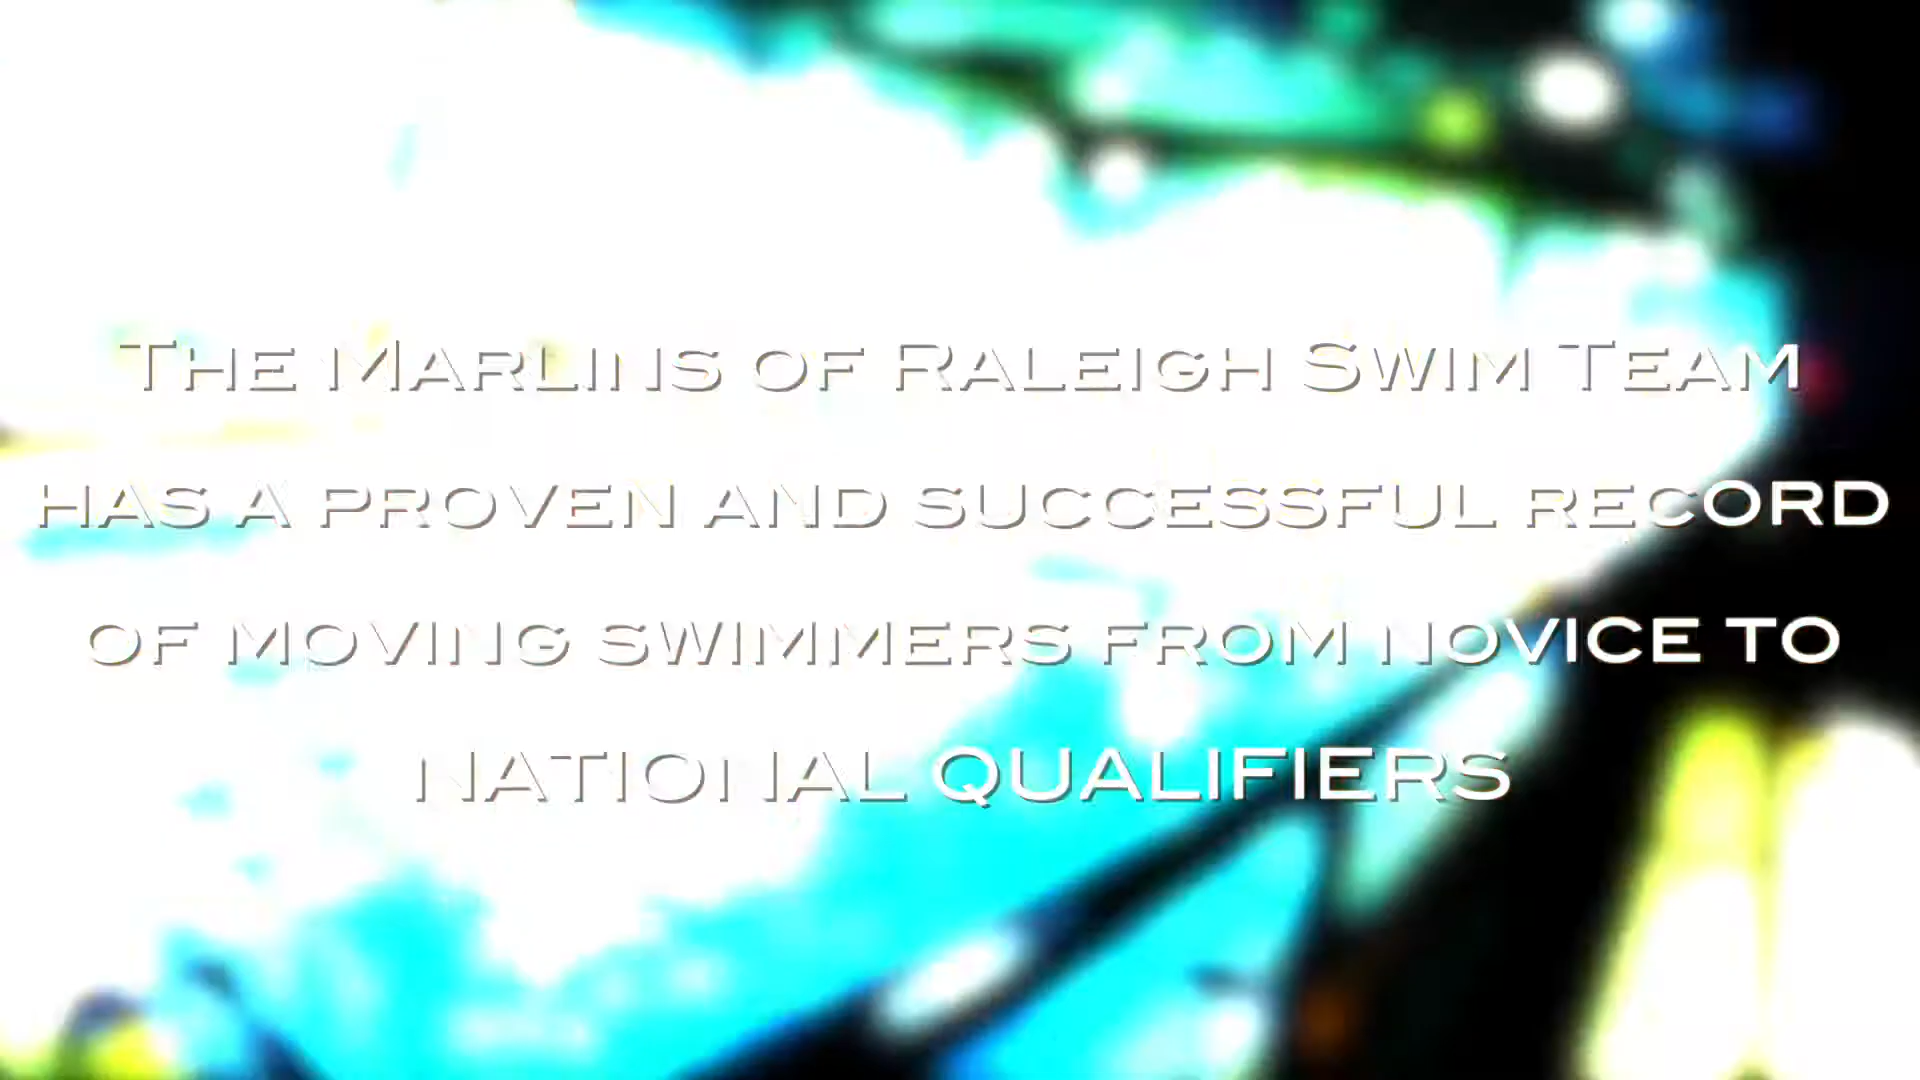 The Marlins of Raleigh Swim Team
has a proven and successful record
of moving swimmers from novice to
national qualifiers